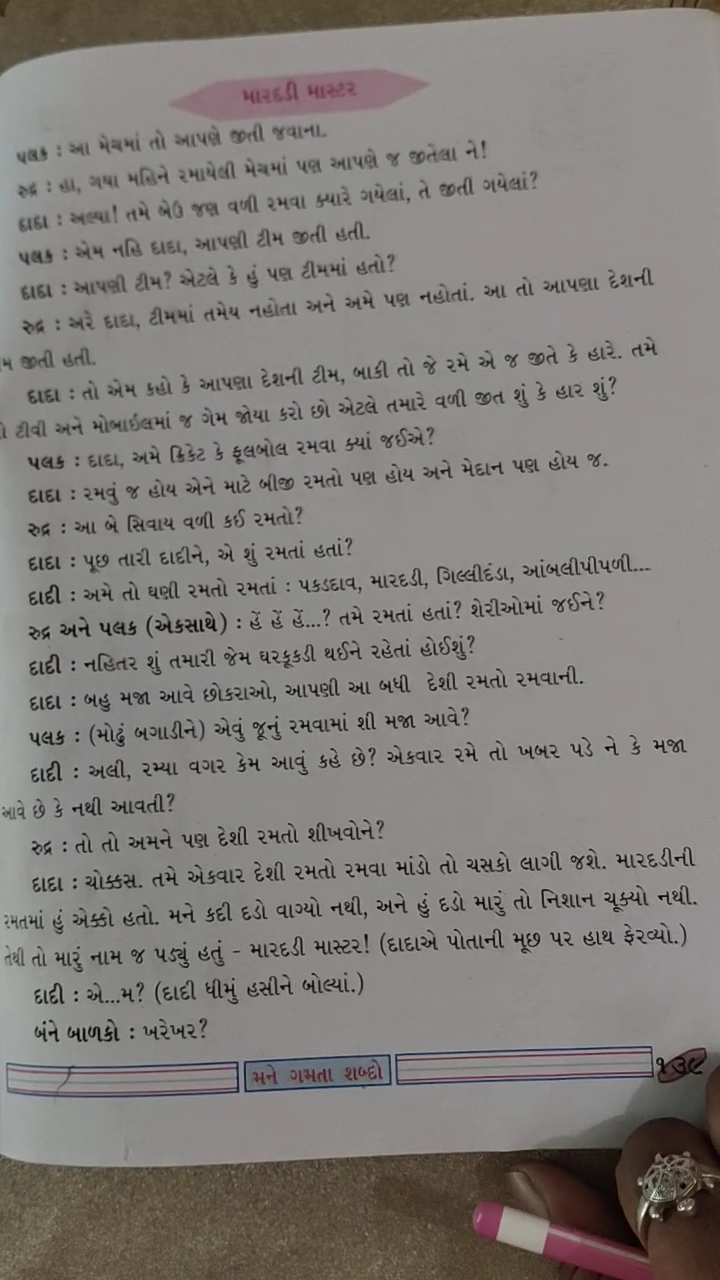 મારદડી માસ્ટર
પલક : આ મેચમાં તો આપણે જીતી જવાના.
રુદ્ર : હા, ગયા મહિને રમાયેલી મેચમાં પણ આપણે જ જીતેલા ને!
દાદા : અલ્યા! તમે બેઉ જણ વળી રમવા ક્યારે ગયેલાં, તે જીતી ગયેલાં?
પલક : એમ નહિ દાદા, આપણી ટીમ જીતી હતી.
દાદા : આપણી ટીમ? એટલે કે હું પણ ટીમમાં હતો?
રુદ્ર : અરે દાદા, ટીમમાં તમેય નહોતા અને અમે પણ નહોતાં. આ તો આપણા દેશની
મ જીતી હતી.
દાદા : તો એમ કહો કે આપણા દેશની ટીમ, બાકી તો જે રમે એ જ જીતે કે હારે. તમે
ટીવી અને મોબાઇલમાં જ ગેમ જોયા કરો છો એટલે તમારે વળી જીત શું કે હાર શું?
પલક : દાદા, અમે ક્રિકેટ કે ફૂલબોલ રમવા ક્યાં જઈએ?
દાદા : રમવું જ હોય એને માટે બીજી રમતો પણ હોય અને મેદાન પણ હોય જ.
રુદ્ર : આ બે સિવાય વળી કઈ રમતો?
દાદા : પૂછ તારી દાદીને, એ શું રમતાં હતાં?
દાદી : અમે તો ઘણી રમતો રમતાં : પકડદાવ, મારદડી, ગિલ્લીદંડા, આંબલીપીપળી...
રુદ્ર અને પલક (એકસાથે) : હેં હેં હેં...? તમે રમતાં હતાં? શેરીઓમાં જઈને?
દાદી : નહિતર શું તમારી જેમ ઘરકૂકડી થઈને રહેતાં હોઈશું?
દાદા : બહુ મજા આવે છોકરાઓ, આપણી આ બધી દેશી રમતો રમવાની.
પલક : (મોઢું બગાડીને) એવું જૂનું રમવામાં શી મજા આવે?
દાદી : અલી, રમ્યા વગર કેમ આવું કહે છે? એકવાર રમે તો ખબર પડે ને કે મજા
આવે છે કે નથી આવતી?
રુદ્ર : તો તો અમને પણ દેશી રમતો શીખવોને?
દાદા : ચોક્કસ. તમે એકવાર દેશી રમતો રમવા માંડો તો ચસકો લાગી જશે. મારદડીની
રમતમાં હું એક્કો હતો. મને કદી દડો વાગ્યો નથી, અને હું દડો મારું તો નિશાન ચૂક્યો નથી.
તેથી તો મારું નામ જ પડ્યું હતું - મારદડી માસ્ટર! (દાદાએ પોતાની મૂછ પર હાથ ફેરવ્યો.)
દાદી : એ...મ? (દાદી ધીમું હસીને બોલ્યાં.)
બંને બાળકો : ખરેખર?
મને ગમતા શબ્દો
૧૩૯